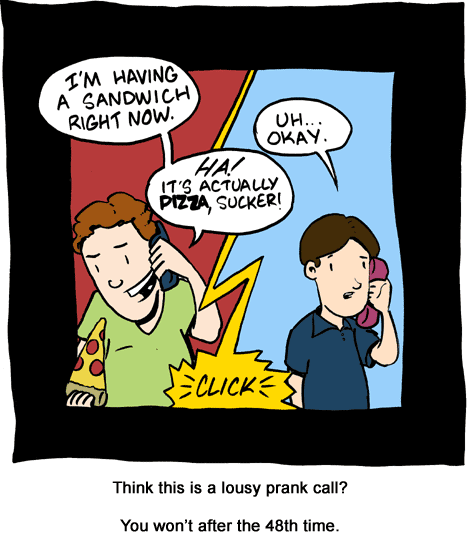 I'M HAVING
A SANDWICH
RIGHT NOW.
UH...
OKAY.
HA!
IT'S ACTUALLY
PIZZA, SUCKER!
CLICK
Think this is a lousy prank call?
You won't after the 48th time.